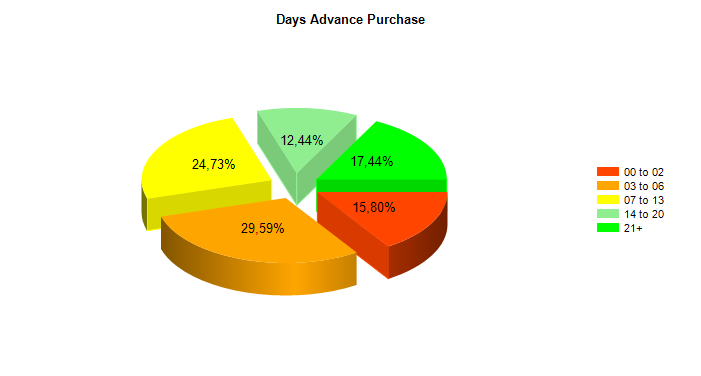 Days Advance Purchase
12,44%
24,73%
17,44%
15,80%
29,59%
00 to 02
03 to 06
07 to 13
14 to 20
21+